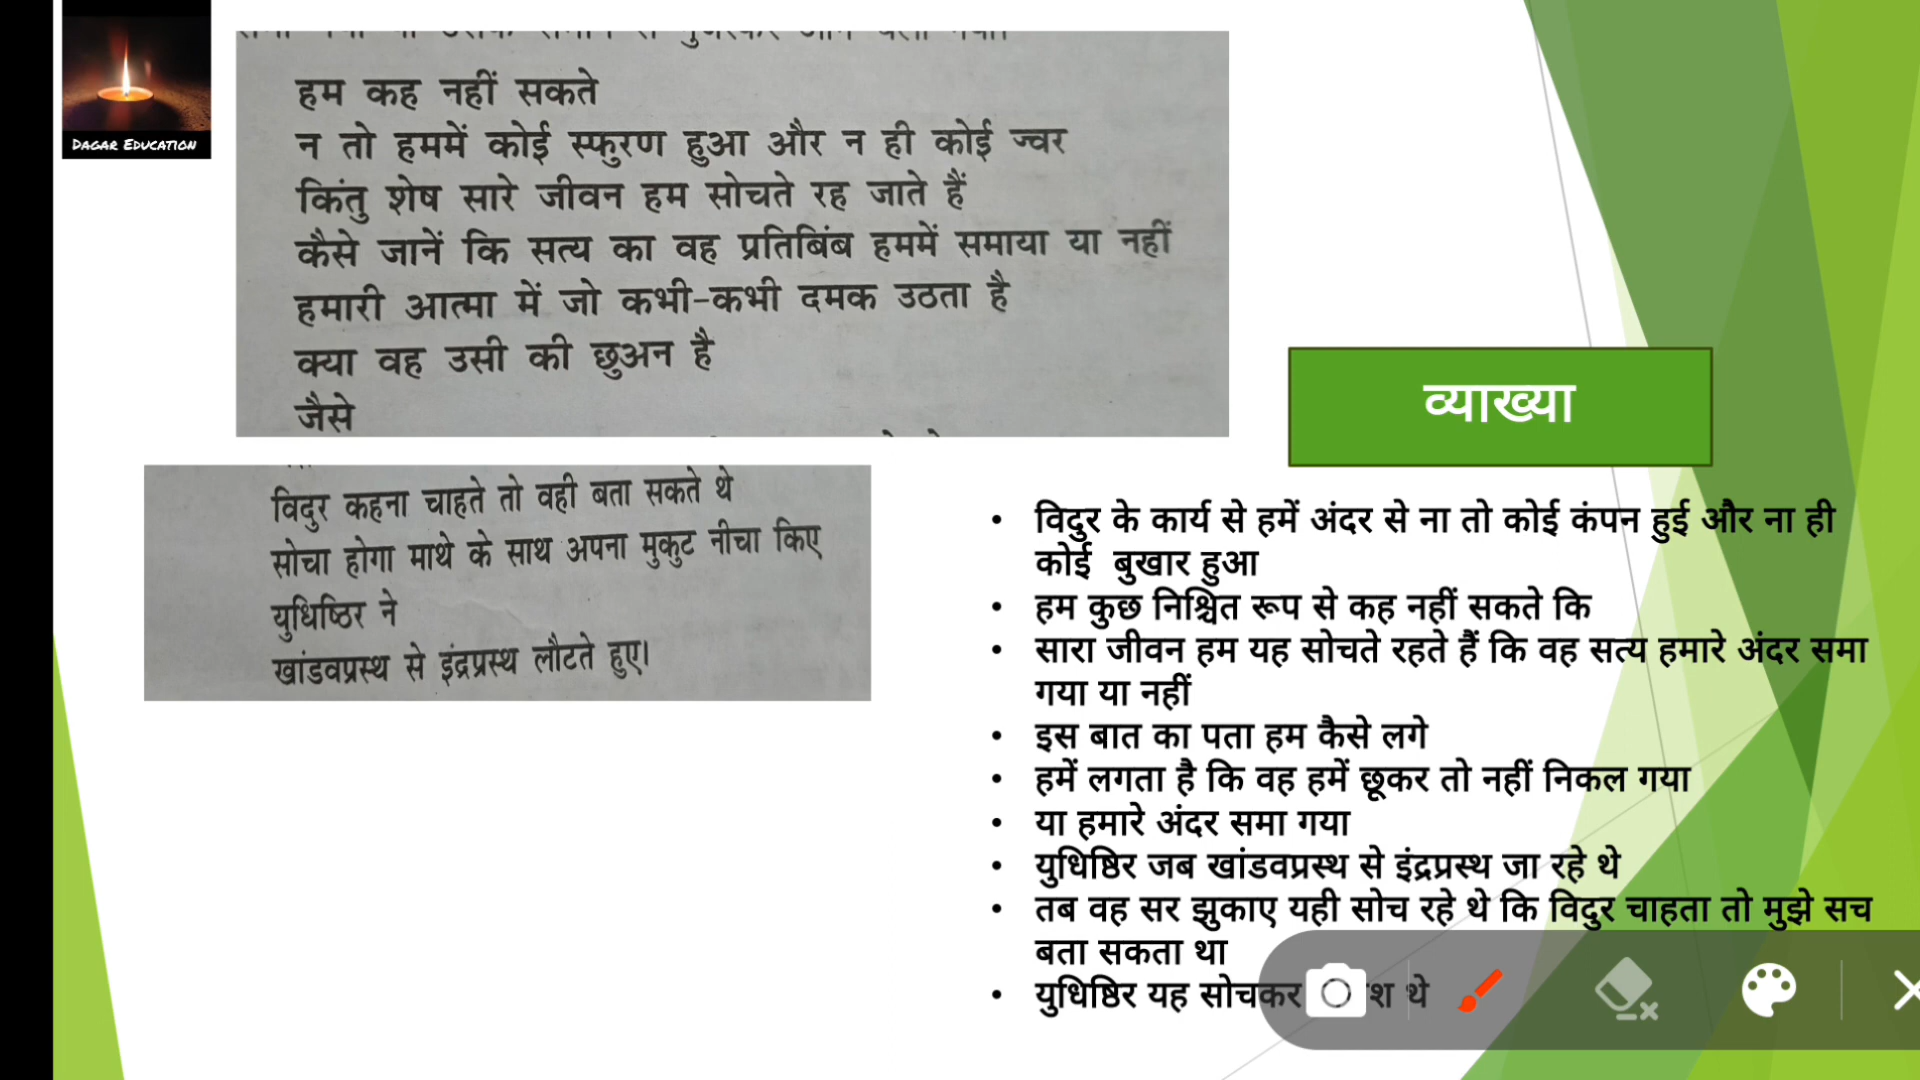 DAGAR EDUCATION
हम कह नहीं सकते
न तो हममें कोई स्फुरण हुआ और न ही कोई ज्वर
किंतु शेष सारे जीवन हम सोचते रह जाते हैं
कैसे जानें कि सत्य का वह प्रतिबिंब हममें समाया या नहीं
हमारी आत्मा में जो कभी-कभी दमक उठता है
क्या वह उसी की छुअन है
जैसे
विदुर कहना चाहते तो वही बता सकते थे
सोचा होगा माथे के साथ अपना मुकुट नीचा किए
युधिष्ठिर ने
खांडवप्रस्थ से इंद्रप्रस्थ लौटते हुए।
व्याख्या
• विदुर के कार्य से हमें अंदर से ना तो कोई कंपन हुई और ना ही
कोई बुखार हुआ
• हम कुछ निश्चित रूप से कह नहीं सकते कि
• सारा जीवन हम यह सोचते रहते हैं कि वह सत्य हमारे अंदर समा
गया या नहीं
• इस बात का पता हम कैसे लगे
• हमें लगता है कि वह हमें छूकर तो नहीं निकल गया
• या हमारे अंदर समा गया
• युधिष्ठिर जब खांडवप्रस्थ से इंद्रप्रस्थ जा रहे थे
• तब वह सर झुकाए यही सोच रहे थे कि विदुर चाहता तो मुझे सच
बता सकता था
• युधिष्ठिर यह सोचकर थे